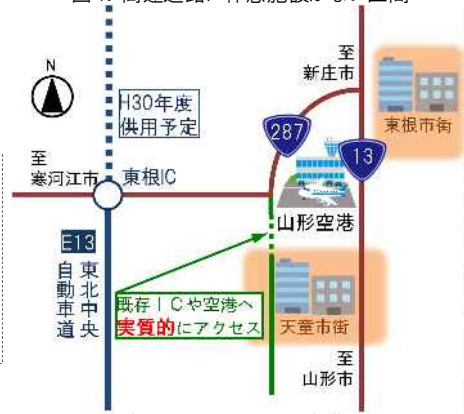 至
新庄市
N
H30年度
供用予定
287
13
東根市街
至
寒河江市
東根IC
山形空港
E13
東北中央
自動車道
既存ICや空港へ
実質的にアクセス
天童市街
至
山形市